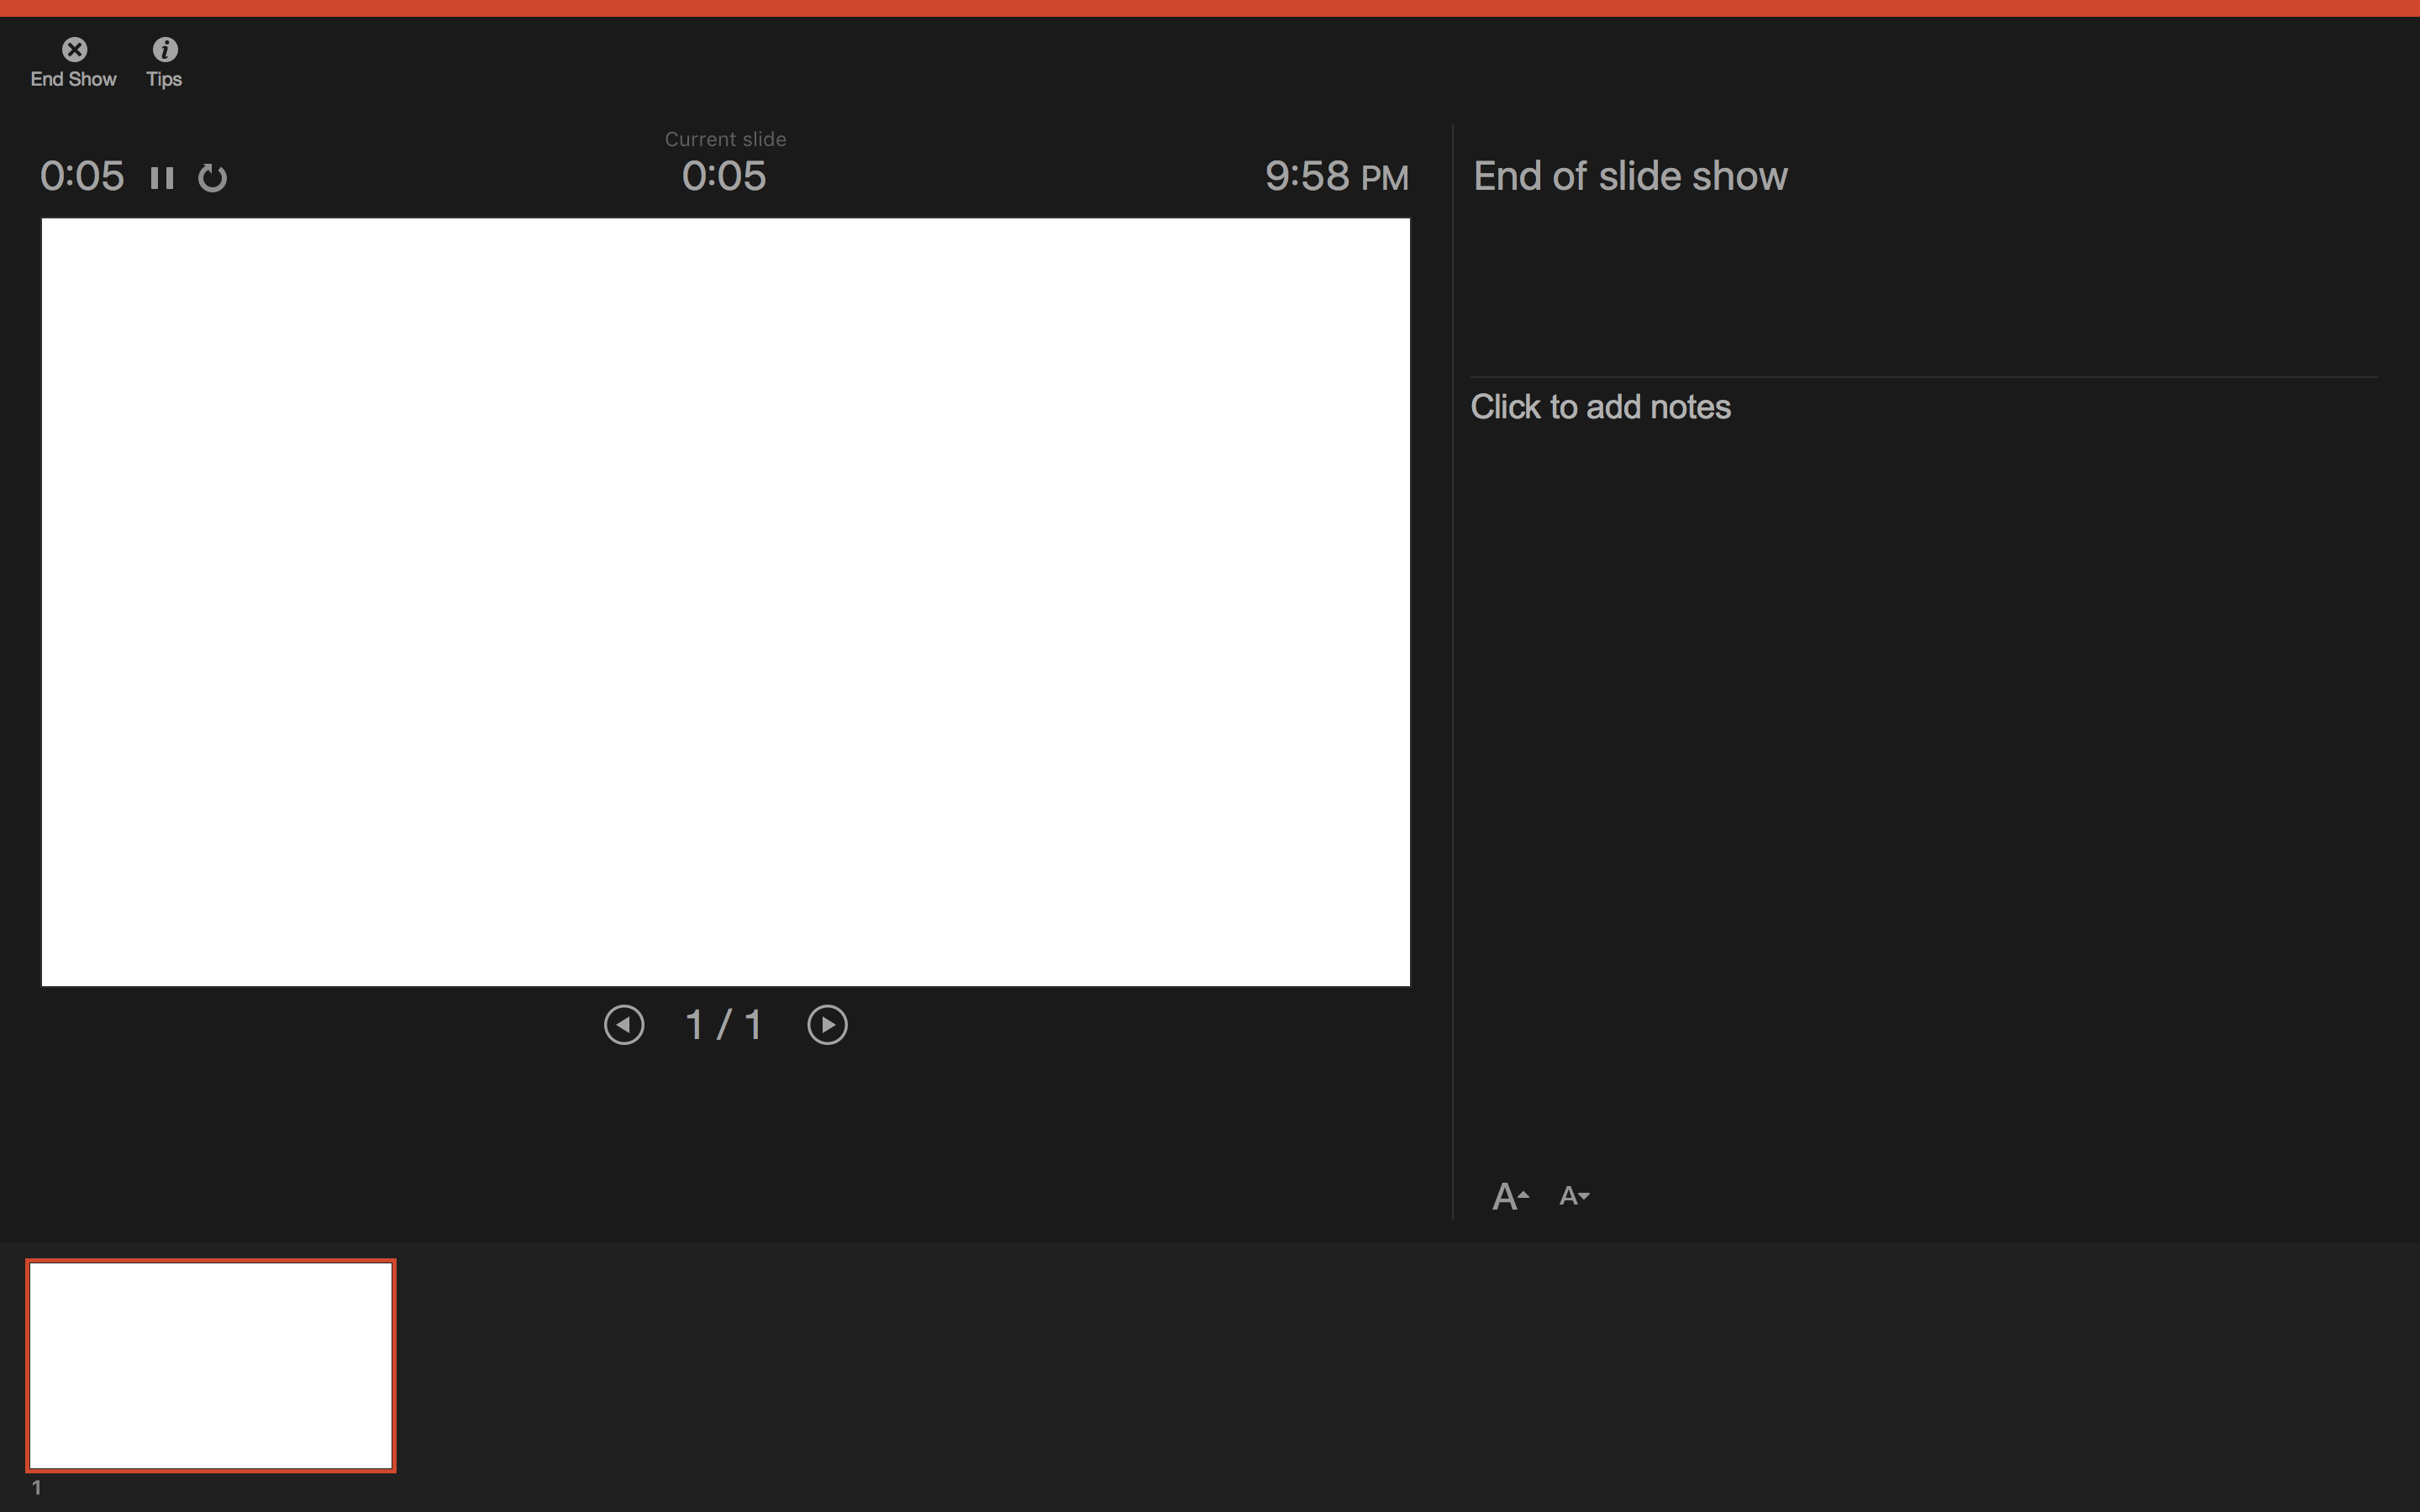 End Show Tips
Current slide
0:05 0:05 9:58 PM
End of slide show
Click to add notes
1 / 1
A A
1